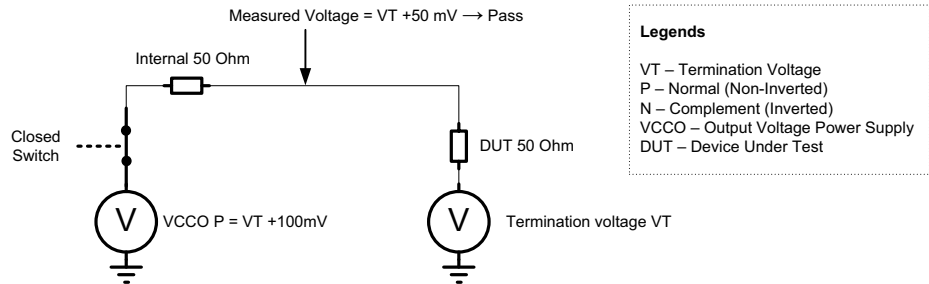 Measured Voltage = VT +50 mV → Pass
Internal 50 Ohm
Closed
Switch
DUT 50 Ohm
V
VCCO P = VT +100mV
V
Termination voltage VT
Legends
VT – Termination Voltage
P – Normal (Non-Inverted)
N – Complement (Inverted)
VCCO – Output Voltage Power Supply
DUT – Device Under Test